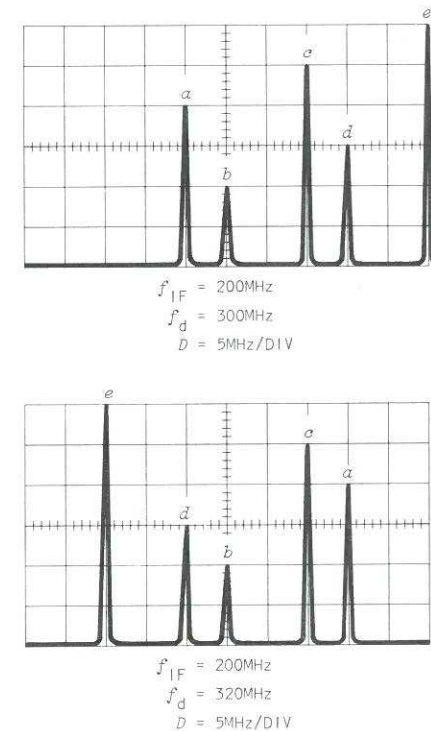 e
c
a
d
b
f_IF = 200MHz
f_d = 300MHz
D = 5MHz/DIV
e
c
a
d
b
f_IF = 200MHz
f_d = 320MHz
D = 5MHz/DIV